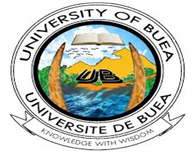 UNIVERSITY OF BUEA
UB
UNIVERSITE DE BUEA
KNOWLEDGE WITH WISDOM